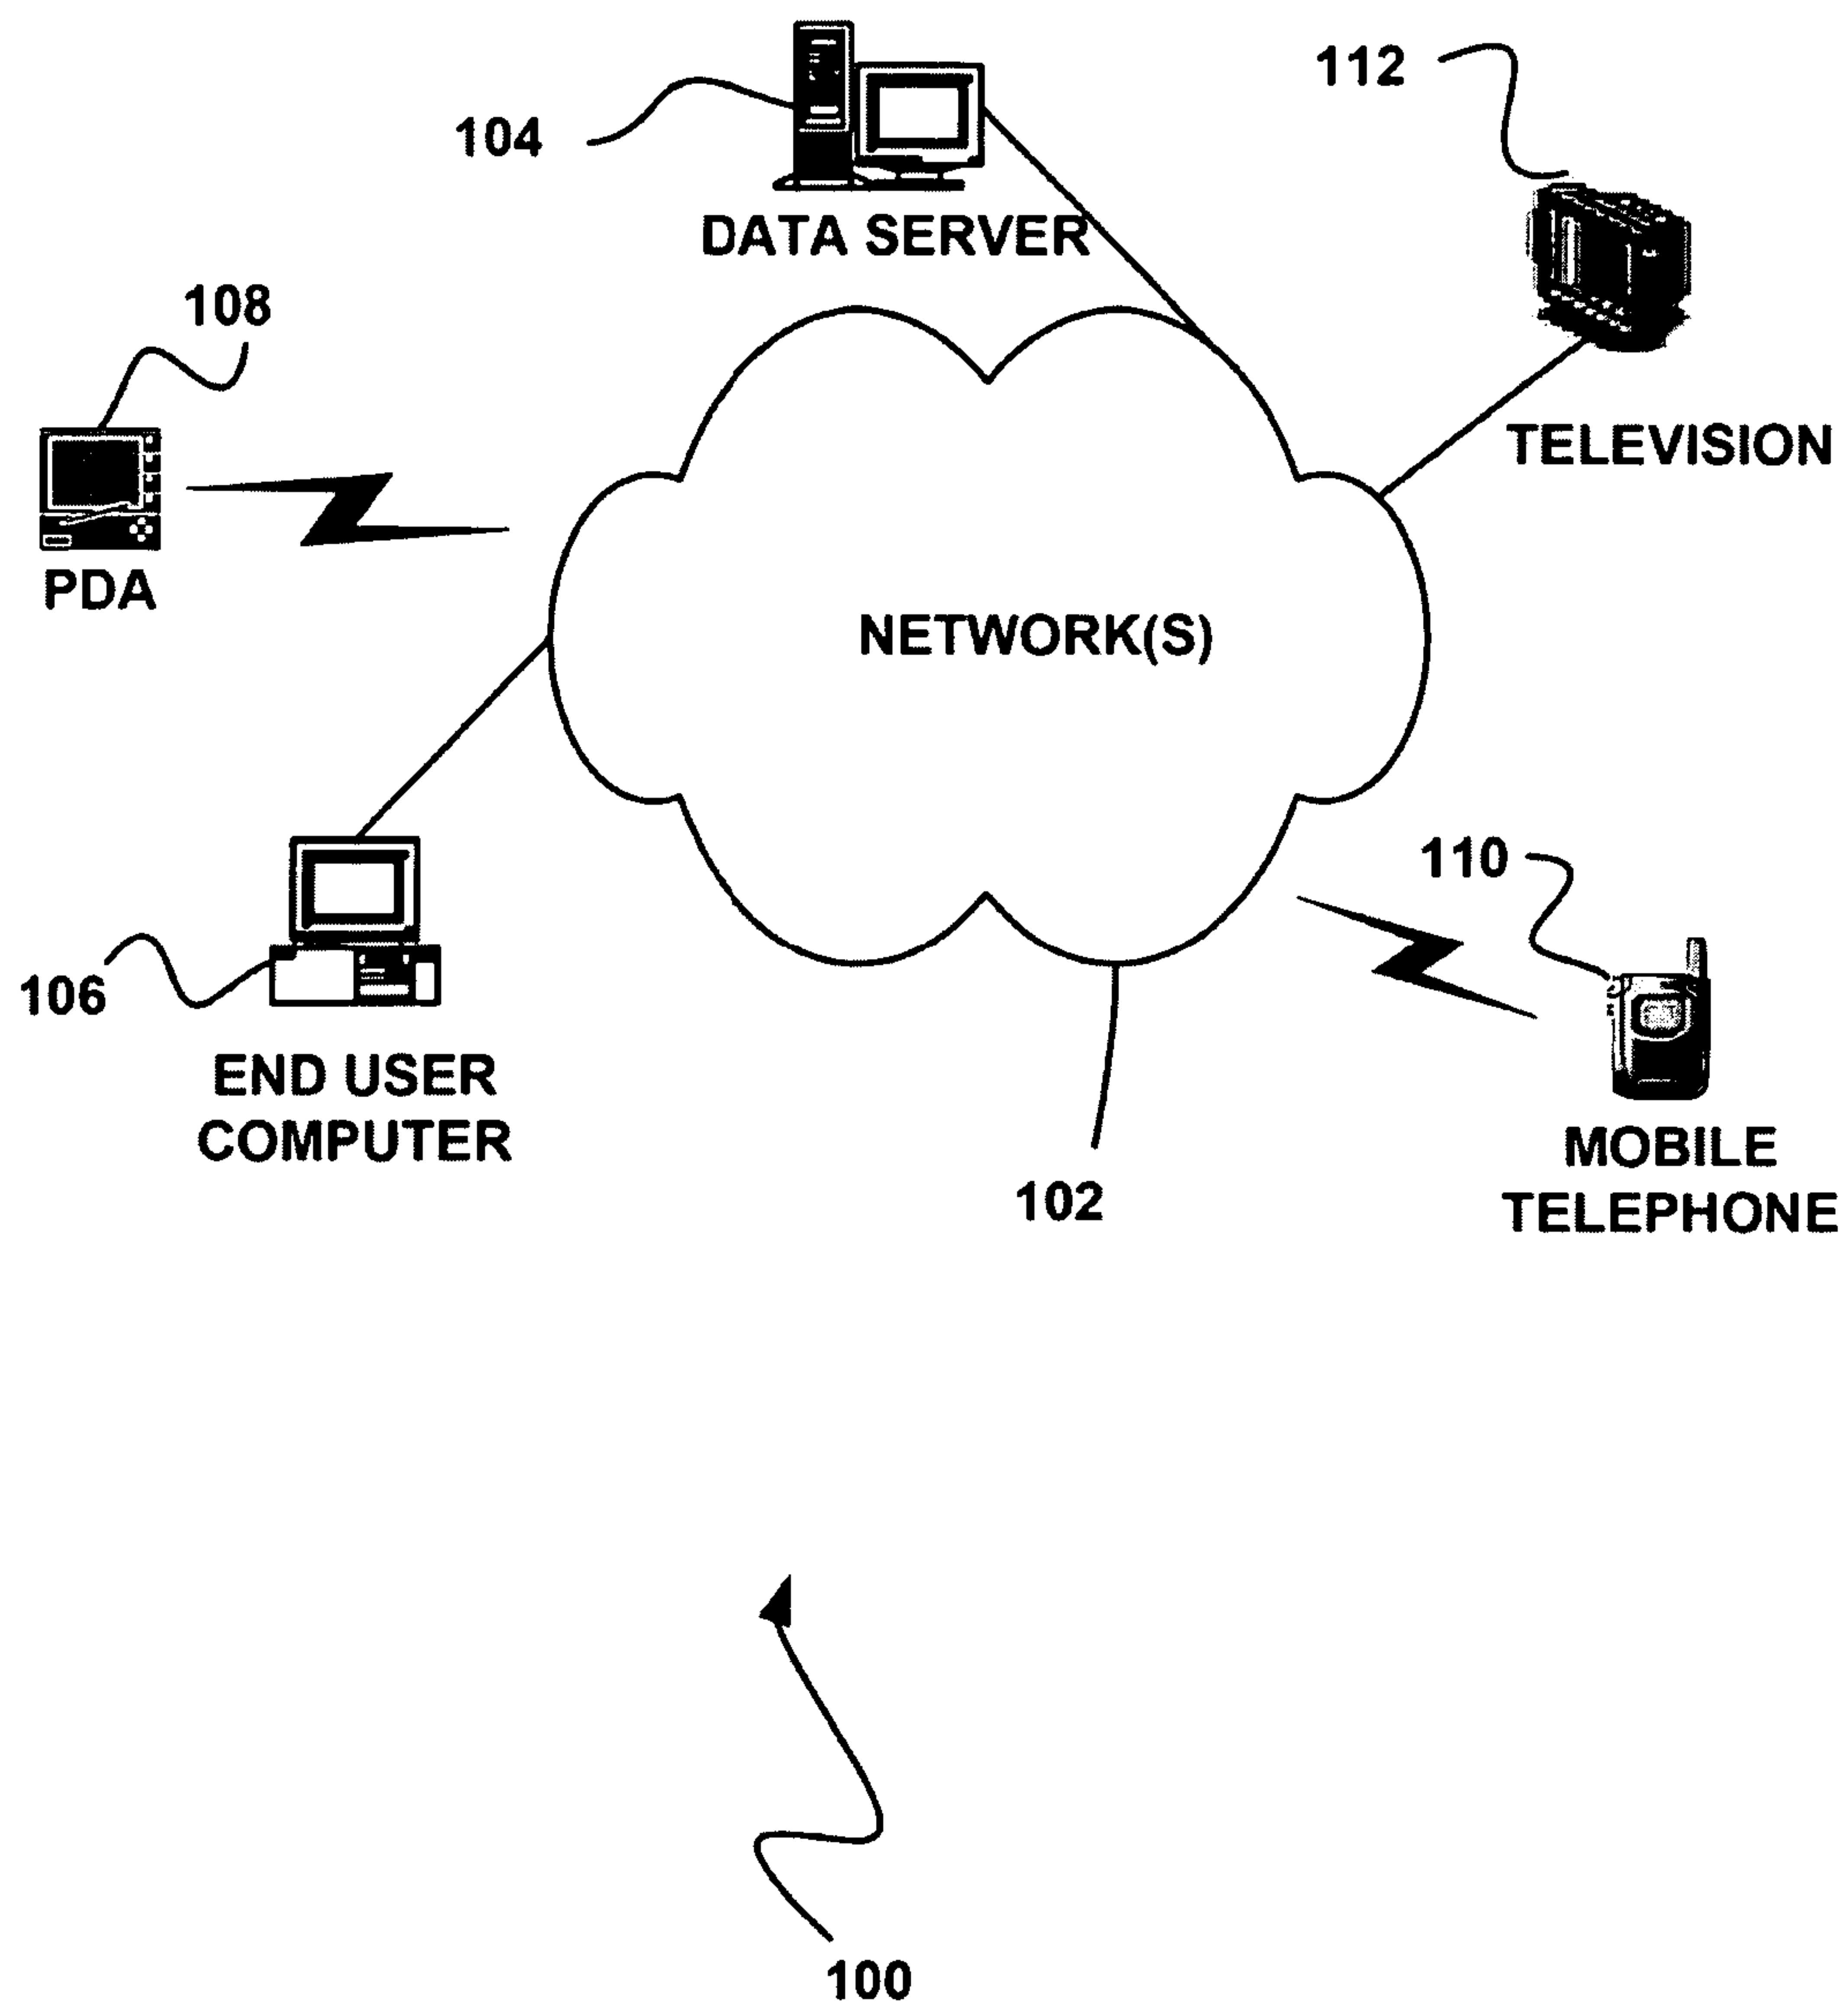 112
104
DATA SERVER
108
TELEVISION
PDA
NETWORK(S)
110
106
END USER
COMPUTER
MOBILE
TELEPHONE
102
100